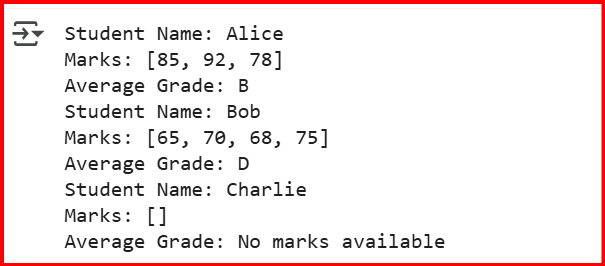 Student Name: Alice
Marks: [85, 92, 78]
Average Grade: B
Student Name: Bob
Marks: [65, 70, 68, 75]
Average Grade: D
Student Name: Charlie
Marks: []
Average Grade: No marks available